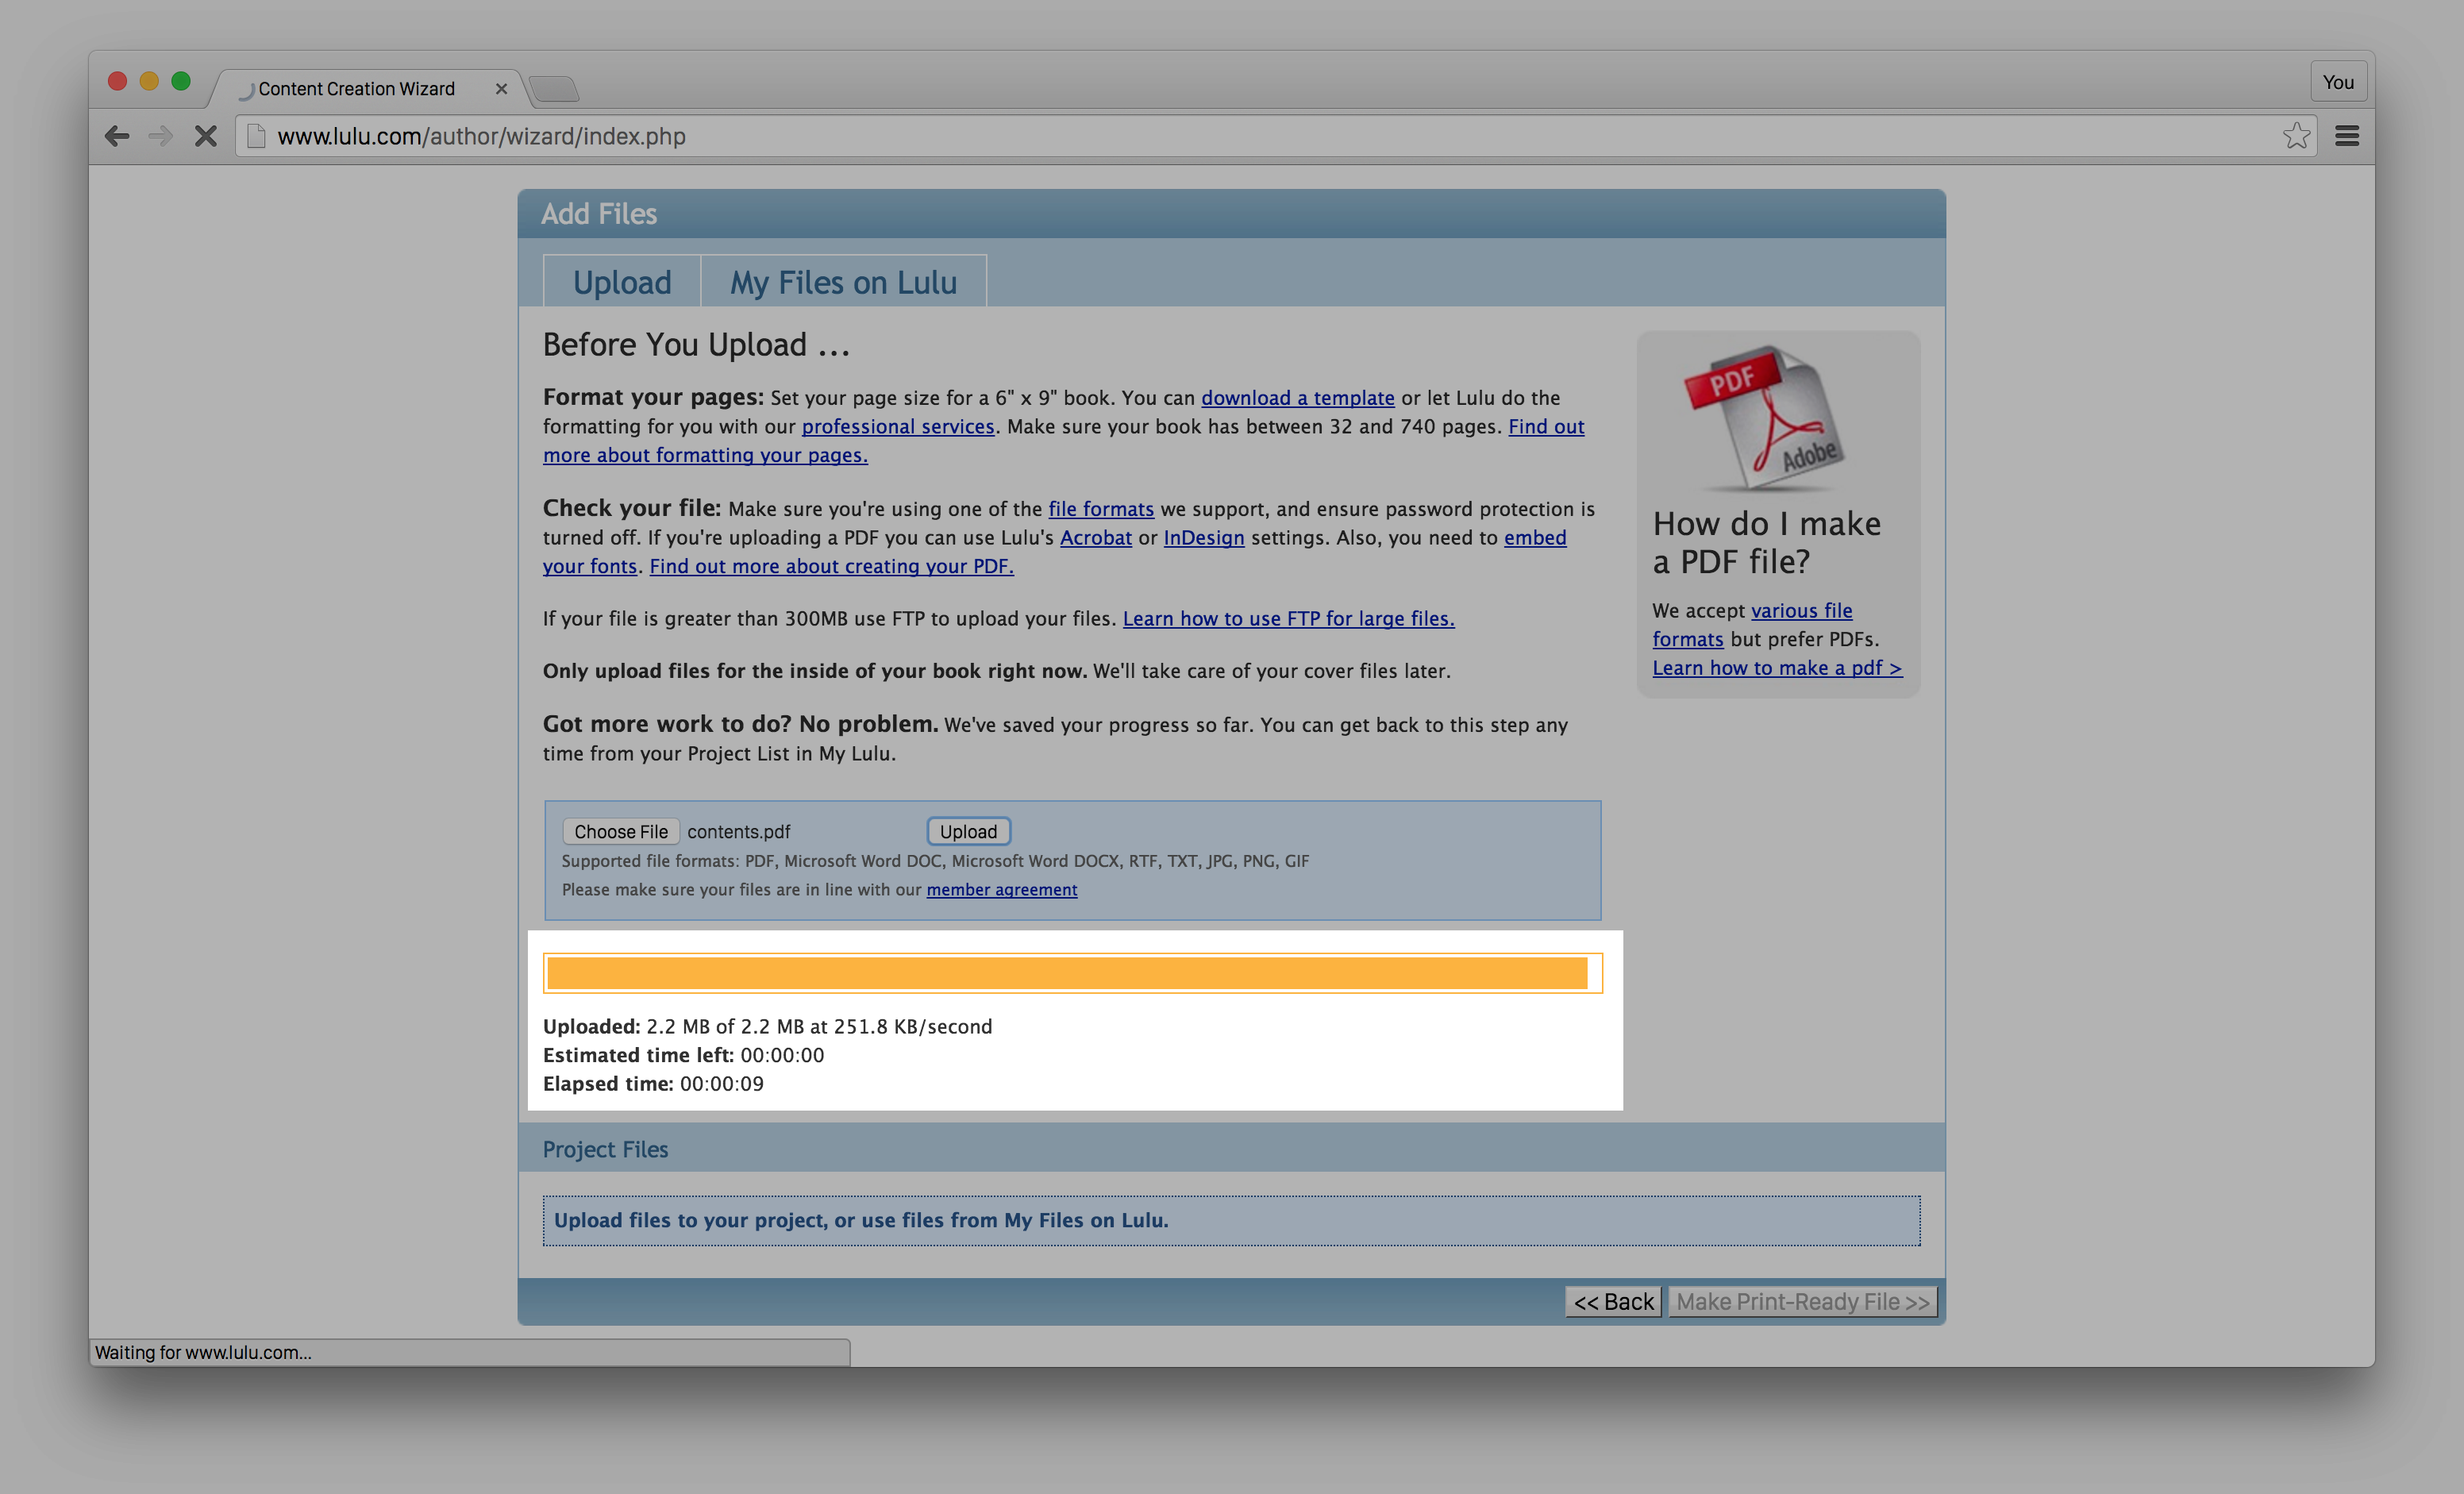 Content Creation Wizard
You
www.lulu.com/author/wizard/index.php
Add Files
Upload
My Files on Lulu
Before You Upload ...
Format your pages: Set your page size for a 6" x 9" book. You can download a template or let Lulu do the
formatting for you with our professional services. Make sure your book has between 32 and 740 pages. Find out
more about formatting your pages.
Check your file: Make sure you're using one of the file formats we support, and ensure password protection is
turned off. If you're uploading a PDF you can use Lulu's Acrobat or InDesign settings. Also, you need to embed
your fonts. Find out more about creating your PDF.
If your file is greater than 300MB use FTP to upload your files. Learn how to use FTP for large files.
Only upload files for the inside of your book right now. We'll take care of your cover files later.
Got more work to do? No problem. We've saved your progress so far. You can get back to this step any
time from your Project List in My Lulu.
PDF
Adobe
How do I make
a PDF file?
We accept various file
formats but prefer PDFs.
Learn how to make a pdf >
Choose File contents.pdf Upload
Supported file formats: PDF, Microsoft Word DOC, Microsoft Word DOCX, RTF, TXT, JPG, PNG, GIF
Please make sure your files are in line with our member agreement
Uploaded: 2.2 MB of 2.2 MB at 251.8 KB/second
Estimated time left: 00:00:00
Elapsed time: 00:00:09
Project Files
Upload files to your project, or use files from My Files on Lulu.
<< Back
Make Print-Ready File >>
Waiting for www.lulu.com...